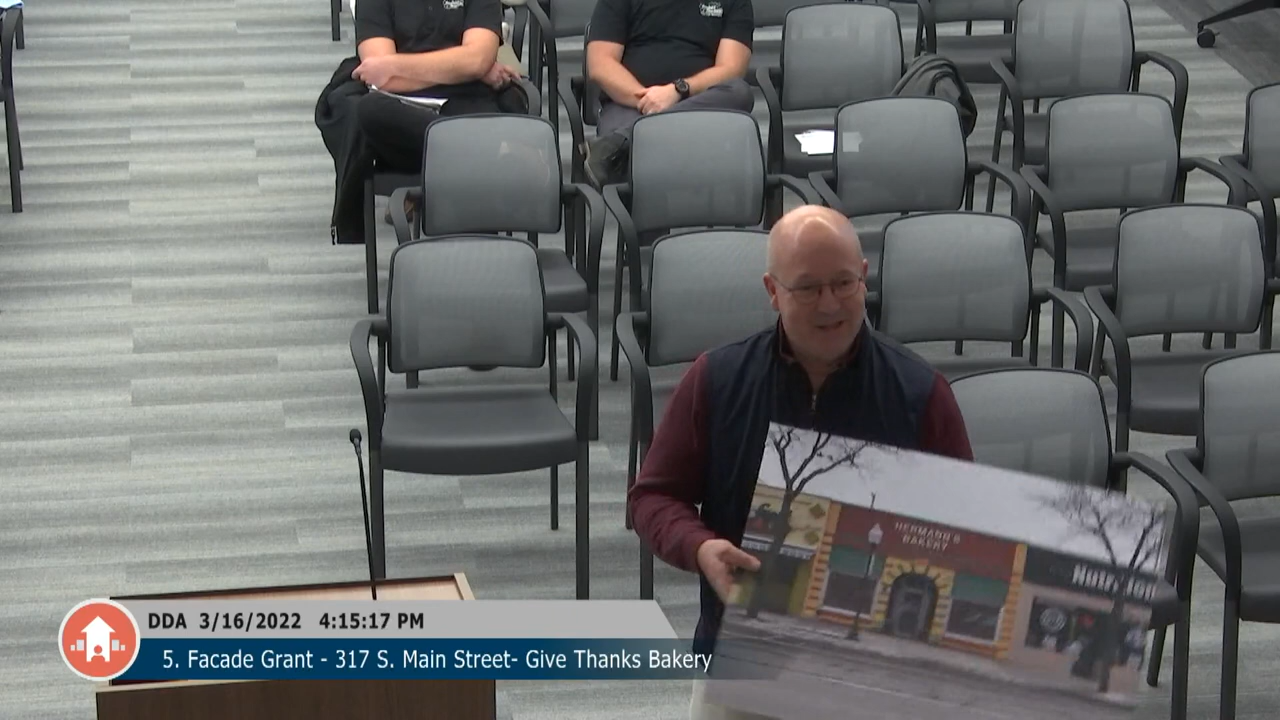 HERMANN'S
BAKERY
DDA 3/16/2022 4:15:17 PM
5. Facade Grant - 317 S. Main Street- Give Thanks Bakery